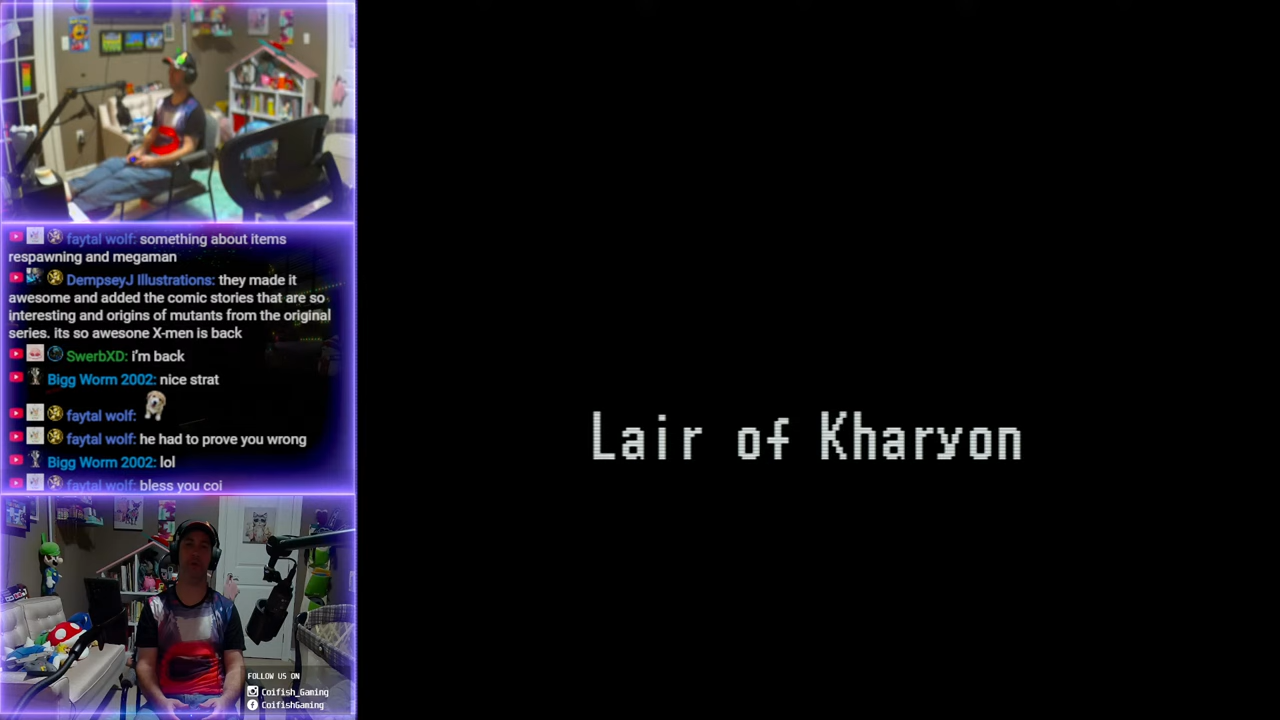 faytal wolf: something about items
respawning and megaman
DempseyJ Illustrations: they made it
awesome and added the comic stories that are so
interesting and origins of mutants from the original
series. its so awesone X-men is back
SwerbXD: i'm back
Bigg Worm 2002: nice strat
faytal wolf:
faytal wolf: he had to prove you wrong
Bigg Worm 2002: lol
faytal wolf: bless you coi
Lair of Kharyon
FOLLOW US ON
Coifish_Gaming
CoifishGaming